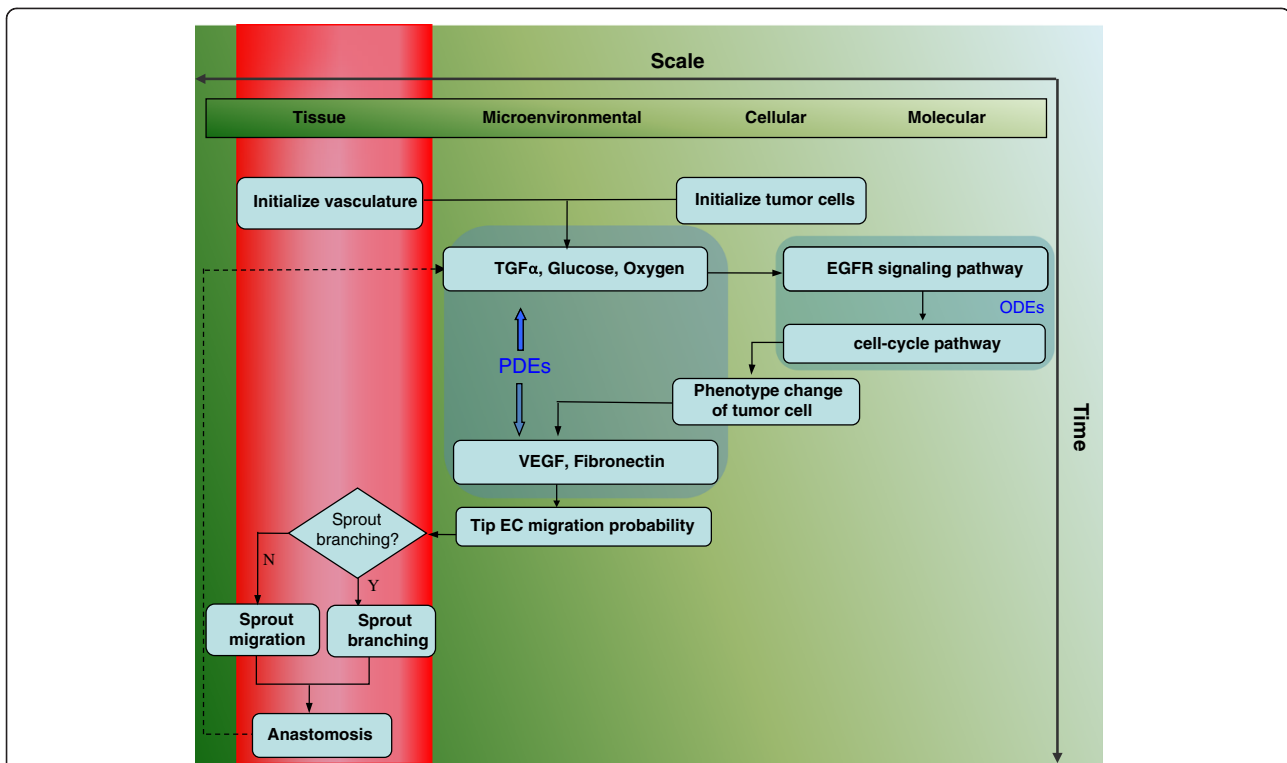 Scale
Tissue Microenvironmental Cellular Molecular
Initialize vasculature
Initialize tumor cells
TGFα, Glucose, Oxygen
EGFR signaling pathway
ODEs
cell-cycle pathway
PDEs
Phenotype change
of tumor cell
Time
VEGF, Fibronectin
Tip EC migration probability
Sprout
branching?
N
Y
Sprout
migration
Sprout
branching
Anastomosis